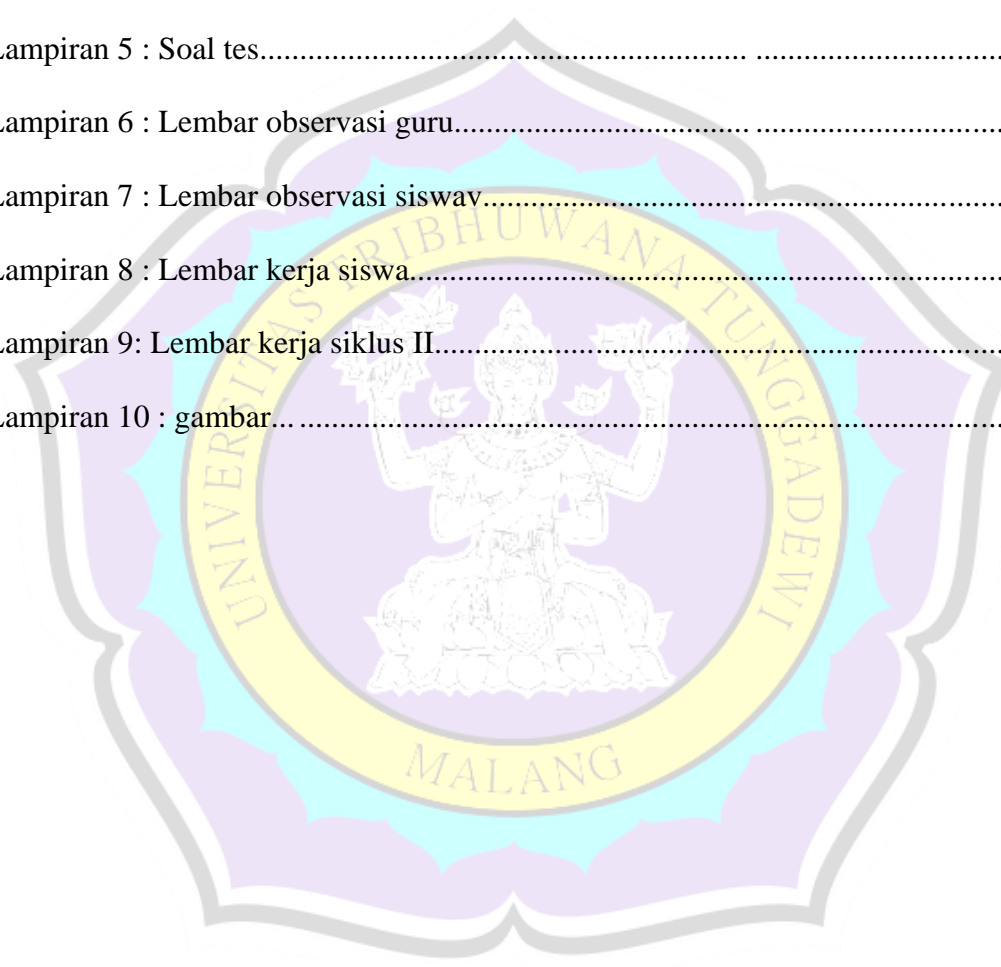 Lampiran 5 : Soal tes............................................................. ...............................
Lampiran 6 : Lembar observasi guru..................................... ...............................
Lampiran 7 : Lembar observasi siswav.................................................................
Lampiran 8 : Lembar kerja siswa..........................................................................
Lampiran 9: Lembar kerja siklus II.......................................................................
Lampiran 10 : gambar... ........................................................................................
UNIVERSITAS TRIBHUWANA TUNGGADEWI
MALANG